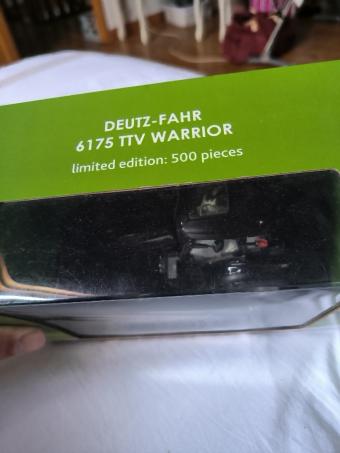 DEUTZ-FAHR
6175 TTV WARRIOR
limited edition: 500 pieces